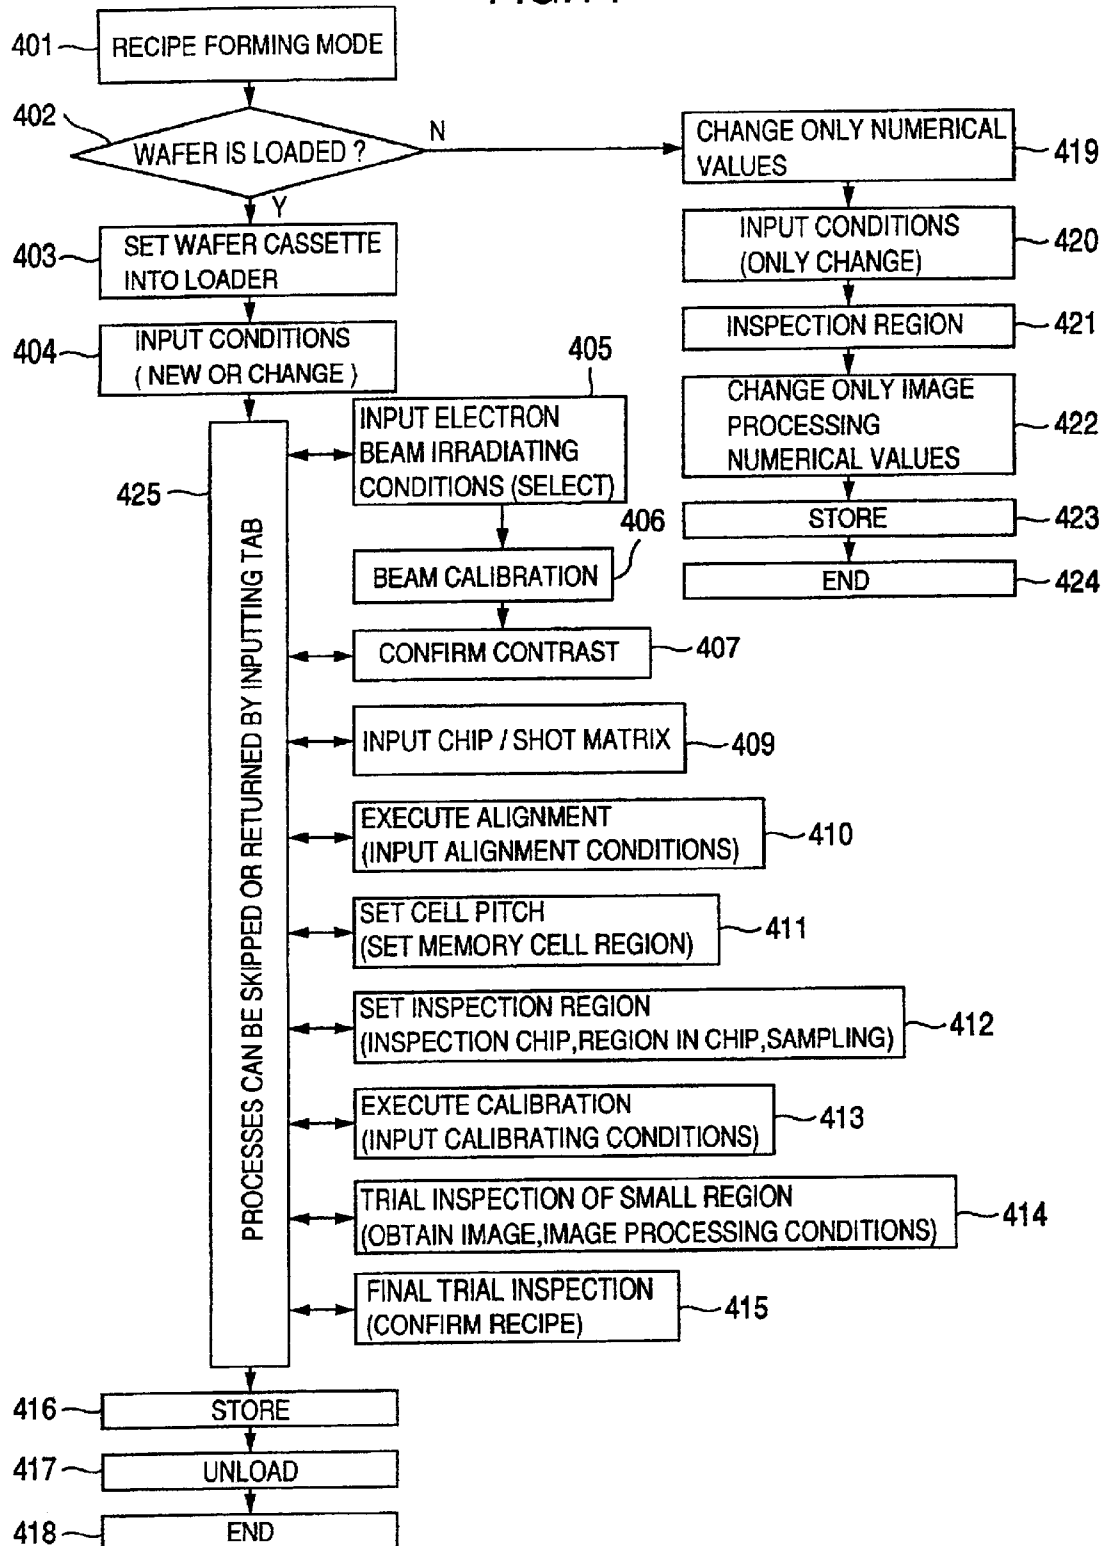 401
RECIPE FORMING MODE
402
WAFER IS LOADED ?
N
Y
403
SET WAFER CASSETTE
INTO LOADER
404
INPUT CONDITIONS
( NEW OR CHANGE )
425
PROCESSES CAN BE SKIPPED OR RETURNED BY INPUTTING TAB
405
INPUT ELECTRON
BEAM IRRADIATING
CONDITIONS (SELECT)
406
BEAM CALIBRATION
CONFIRM CONTRAST
407
INPUT CHIP / SHOT MATRIX
409
EXECUTE ALIGNMENT
(INPUT ALIGNMENT CONDITIONS)
410
SET CELL PITCH
(SET MEMORY CELL REGION)
411
SET INSPECTION REGION
(INSPECTION CHIP,REGION IN CHIP,SAMPLING)
412
EXECUTE CALIBRATION
(INPUT CALIBRATING CONDITIONS)
413
TRIAL INSPECTION OF SMALL REGION
(OBTAIN IMAGE,IMAGE PROCESSING CONDITIONS)
414
FINAL TRIAL INSPECTION
(CONFIRM RECIPE)
415
416
STORE
417
UNLOAD
418
END
CHANGE ONLY NUMERICAL
VALUES
419
INPUT CONDITIONS
(ONLY CHANGE)
420
INSPECTION REGION
421
CHANGE ONLY IMAGE
PROCESSING
NUMERICAL VALUES
422
STORE
423
END
424